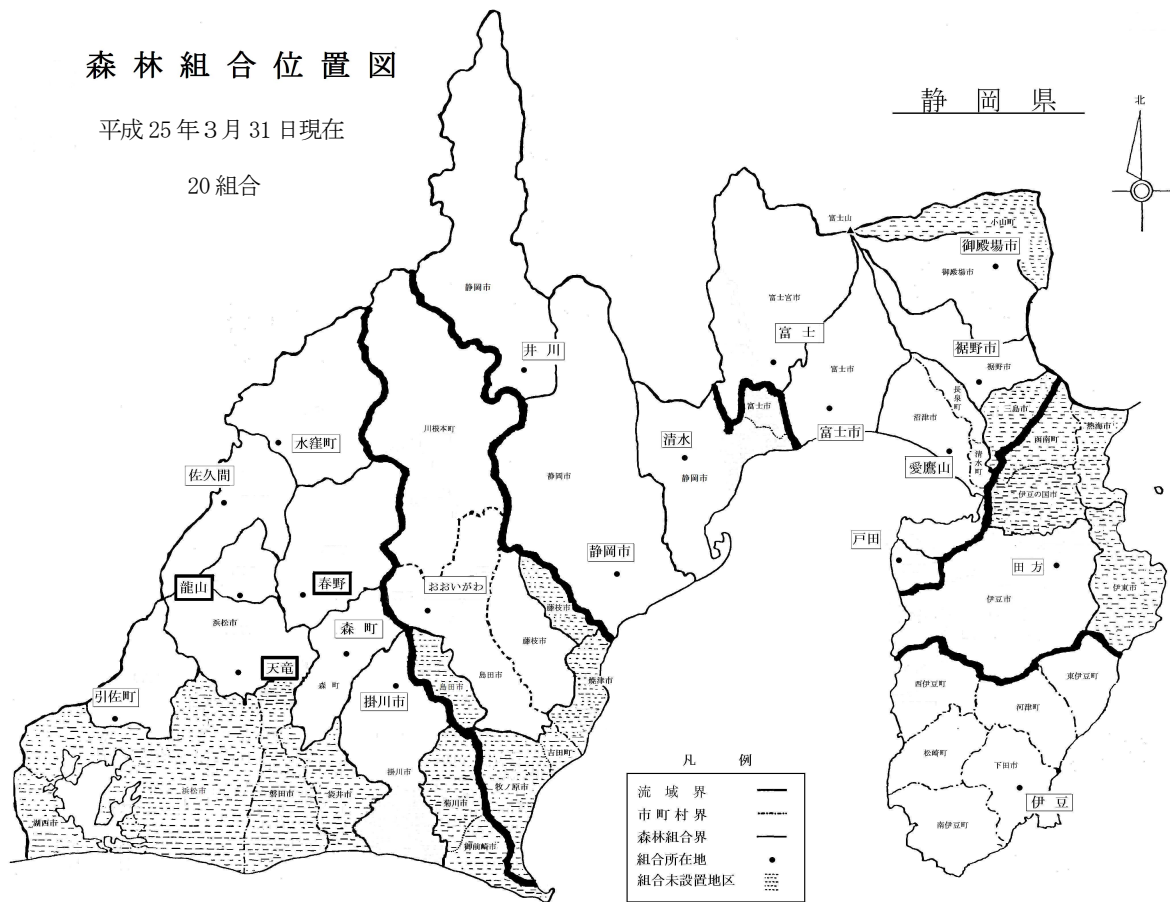 森林組合位置図
平成25年3月31日現在
20組合
静岡県
北
富士山
小山町
御殿場市
御殿場市
静岡市
富士宮市
富士
裾野市
裾野市
井川
富士市
長泉町
三島市
沼津市
富士市
函南町
熱海市
川根本町
清水
富士市
清水町
水窪町
愛鷹山
佐久間
静岡市
静岡市
伊豆の国市
戸田
静岡市
田方
龍山
春野
おおいがわ
藤枝市
伊豆市
伊東市
浜松市
森町
藤枝市
天竜
島田市
焼津市
森町
島田市
西伊豆町
東伊豆町
引佐町
掛川市
河津町
吉田町
松崎町
掛川市
下田市
浜松市
磐田市
袋井市
菊川市
牧ノ原市
伊豆
湖西市
御前崎市
南伊豆町
凡例
流域界
市町村界
森林組合界
組合所在地
組合未設置地区